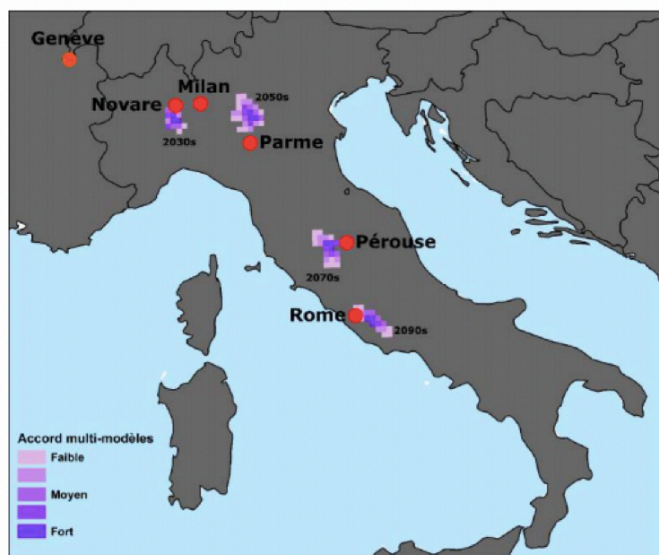 Genève
Milan
2050s
Novare
2030s
Parme
Pérouse
2070s
Rome
2090s
Accord multi-modèles
Faible
Moyen
Fort